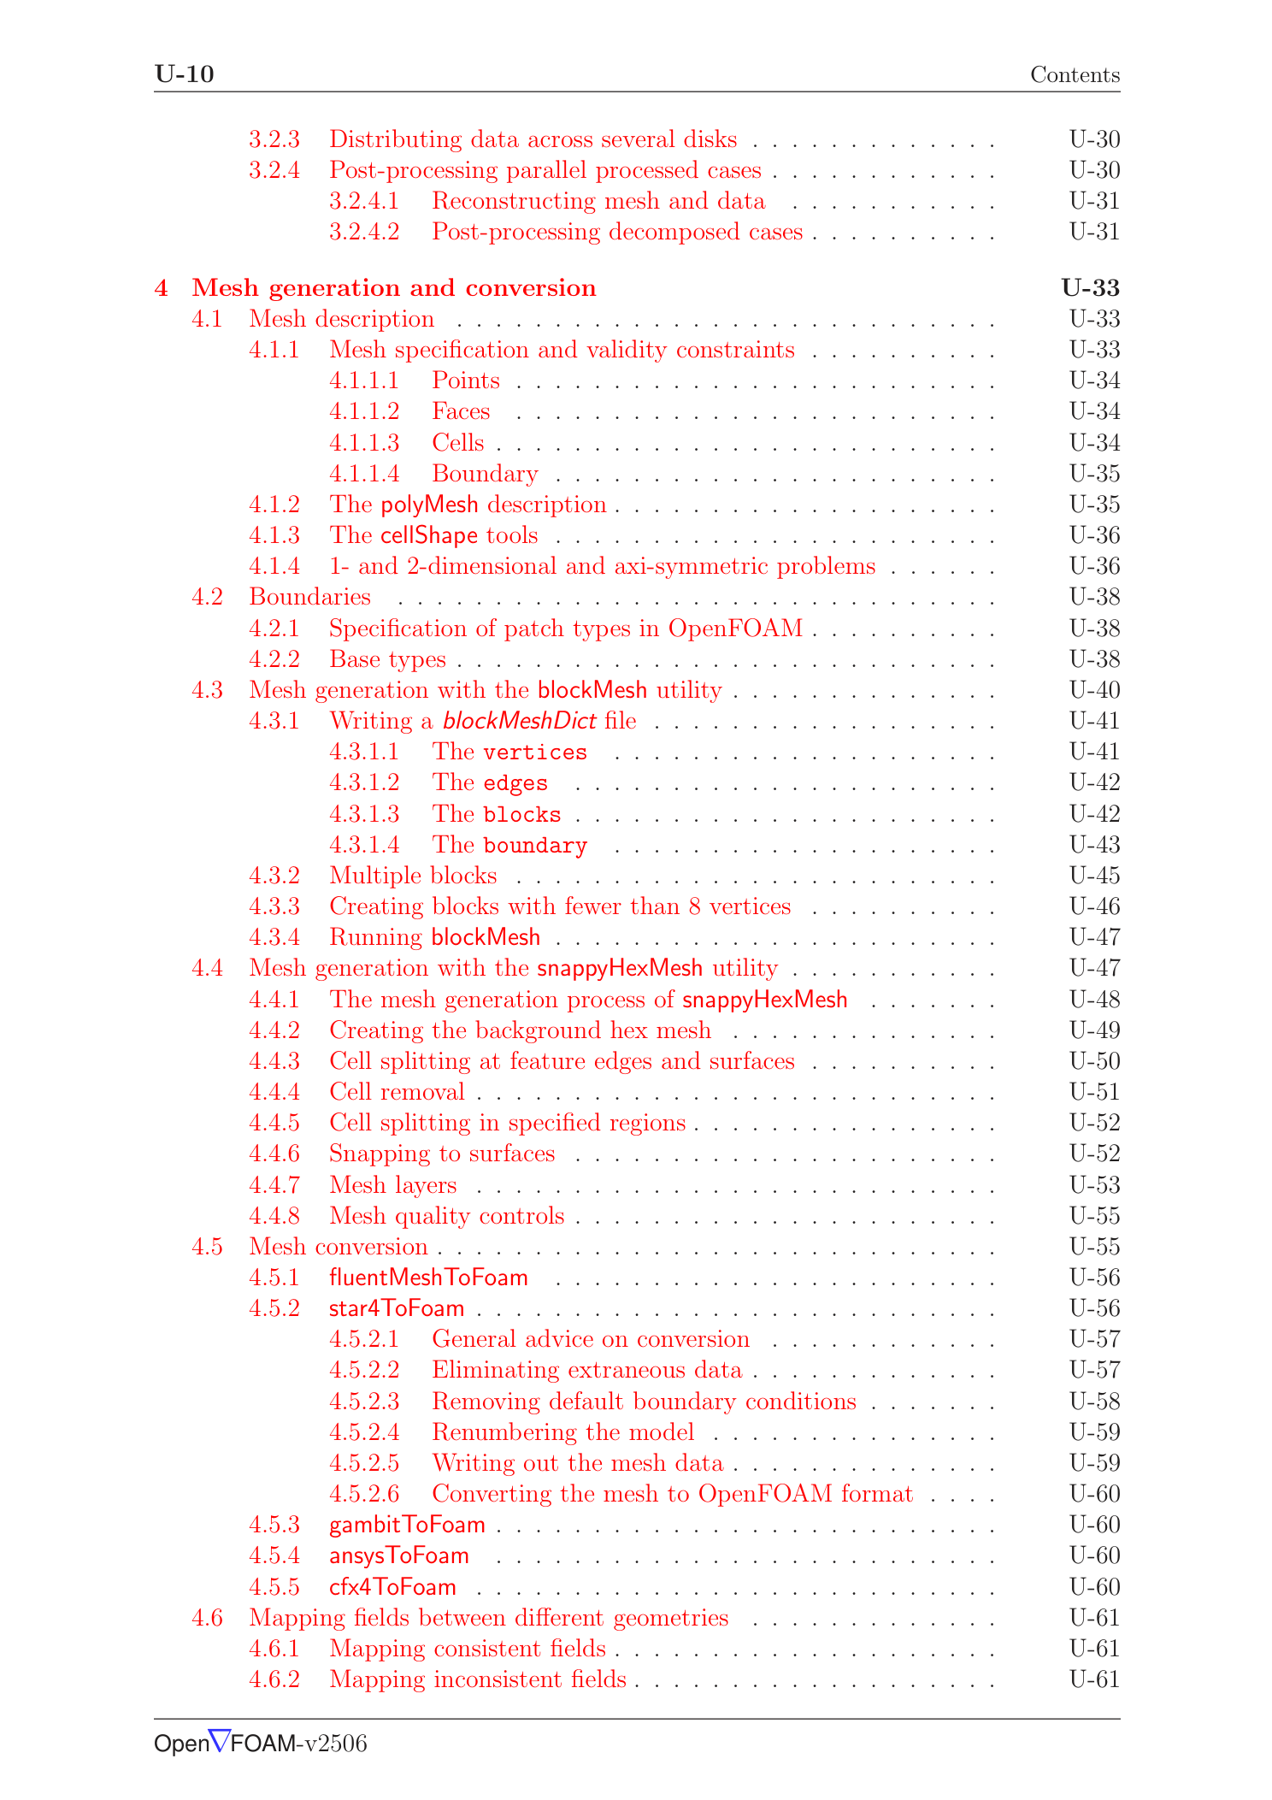 U-10 Contents
3.2.3 Distributing data across several disks . . . . . . . . . . . . . U-30
3.2.4 Post-processing parallel processed cases . . . . . . . . . . . . U-30
3.2.4.1 Reconstructing mesh and data . . . . . . . . . . . U-31
3.2.4.2 Post-processing decomposed cases . . . . . . . . . . U-31
4 Mesh generation and conversion U-33
4.1 Mesh description . . . . . . . . . . . . . . . . . . . . . . . . . . . . U-33
4.1.1 Mesh specification and validity constraints . . . . . . . . . . U-33
4.1.1.1 Points . . . . . . . . . . . . . . . . . . . . . . . . . U-34
4.1.1.2 Faces . . . . . . . . . . . . . . . . . . . . . . . . . U-34
4.1.1.3 Cells . . . . . . . . . . . . . . . . . . . . . . . . . . U-34
4.1.1.4 Boundary . . . . . . . . . . . . . . . . . . . . . . . U-35
4.1.2 The polyMesh description . . . . . . . . . . . . . . . . . . . . U-35
4.1.3 The cellShape tools . . . . . . . . . . . . . . . . . . . . . . . U-36
4.1.4 1- and 2-dimensional and axi-symmetric problems . . . . . . U-36
4.2 Boundaries . . . . . . . . . . . . . . . . . . . . . . . . . . . . . . . U-38
4.2.1 Specification of patch types in OpenFOAM . . . . . . . . . . U-38
4.2.2 Base types . . . . . . . . . . . . . . . . . . . . . . . . . . . . U-38
4.3 Mesh generation with the blockMesh utility . . . . . . . . . . . . . . U-40
4.3.1 Writing a blockMeshDict file . . . . . . . . . . . . . . . . . . U-41
4.3.1.1 The vertices . . . . . . . . . . . . . . . . . . . . U-41
4.3.1.2 The edges . . . . . . . . . . . . . . . . . . . . . . U-42
4.3.1.3 The blocks . . . . . . . . . . . . . . . . . . . . . . U-42
4.3.1.4 The boundary . . . . . . . . . . . . . . . . . . . . U-43
4.3.2 Multiple blocks . . . . . . . . . . . . . . . . . . . . . . . . . U-45
4.3.3 Creating blocks with fewer than 8 vertices . . . . . . . . . . U-46
4.3.4 Running blockMesh . . . . . . . . . . . . . . . . . . . . . . . U-47
4.4 Mesh generation with the snappyHexMesh utility . . . . . . . . . . . U-47
4.4.1 The mesh generation process of snappyHexMesh . . . . . . . U-48
4.4.2 Creating the background hex mesh . . . . . . . . . . . . . . U-49
4.4.3 Cell splitting at feature edges and surfaces . . . . . . . . . . U-50
4.4.4 Cell removal . . . . . . . . . . . . . . . . . . . . . . . . . . . U-51
4.4.5 Cell splitting in specified regions . . . . . . . . . . . . . . . . U-52
4.4.6 Snapping to surfaces . . . . . . . . . . . . . . . . . . . . . . U-52
4.4.7 Mesh layers . . . . . . . . . . . . . . . . . . . . . . . . . . . U-53
4.4.8 Mesh quality controls . . . . . . . . . . . . . . . . . . . . . . U-55
4.5 Mesh conversion . . . . . . . . . . . . . . . . . . . . . . . . . . . . . U-55
4.5.1 fluentMeshToFoam . . . . . . . . . . . . . . . . . . . . . . . U-56
4.5.2 star4ToFoam . . . . . . . . . . . . . . . . . . . . . . . . . . . U-56
4.5.2.1 General advice on conversion . . . . . . . . . . . . U-57
4.5.2.2 Eliminating extraneous data . . . . . . . . . . . . . U-57
4.5.2.3 Removing default boundary conditions . . . . . . . U-58
4.5.2.4 Renumbering the model . . . . . . . . . . . . . . . U-59
4.5.2.5 Writing out the mesh data . . . . . . . . . . . . . . U-59
4.5.2.6 Converting the mesh to OpenFOAM format . . . . U-60
4.5.3 gambitToFoam . . . . . . . . . . . . . . . . . . . . . . . . . . U-60
4.5.4 ansysToFoam . . . . . . . . . . . . . . . . . . . . . . . . . . U-60
4.5.5 cfx4ToFoam . . . . . . . . . . . . . . . . . . . . . . . . . . . U-60
4.6 Mapping fields between different geometries . . . . . . . . . . . . . U-61
4.6.1 Mapping consistent fields . . . . . . . . . . . . . . . . . . . . U-61
4.6.2 Mapping inconsistent fields . . . . . . . . . . . . . . . . . . . U-61
Open▽FOAM-v2506